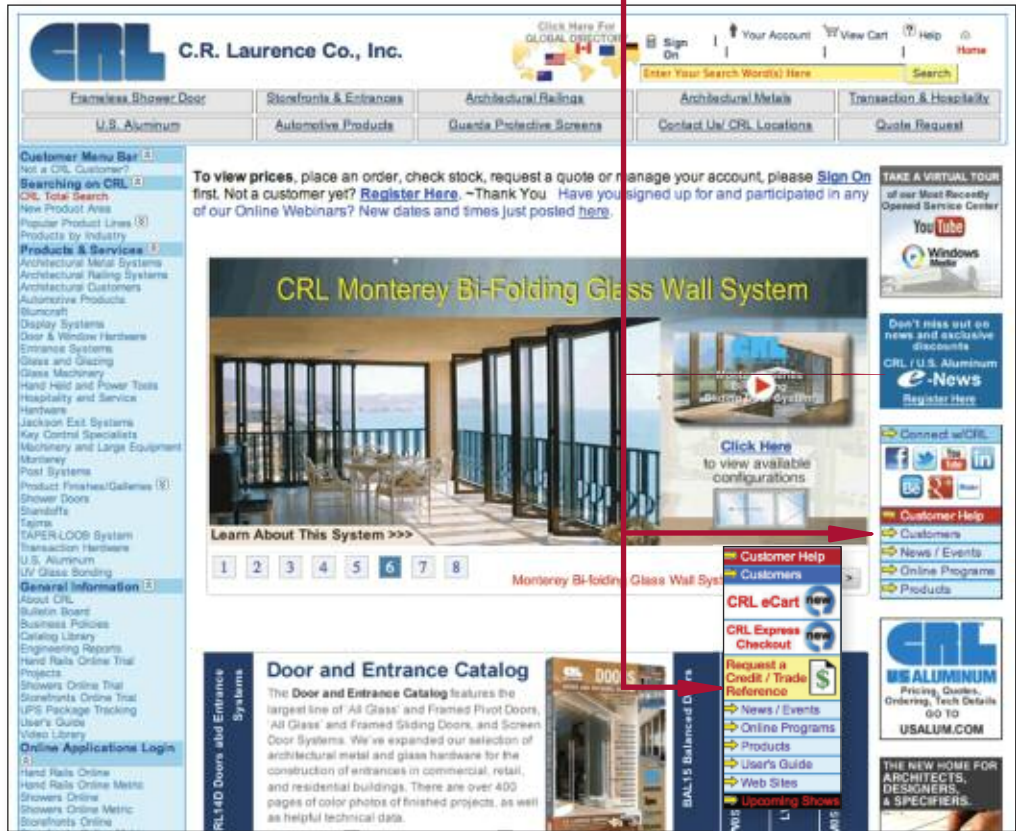 CRL
C.R. Laurence Co., Inc.
Click Here For
GLOBAL DIRECTORY
Sign On
Your Account
View Cart
Help
Home
Enter Your Search Word(s) Here
Search
Frameless Shower Door
Storefronts & Entrances
Architectural Railings
Architectural Metals
Transaction & Hospitality
U.S. Aluminum
Automotive Products
Guarda Protective Screens
Contact Us/ CRL Locations
Quote Request
Customer Menu Bar
Not a CRL Customer?
Searching on CRL
CRL Total Search
New Product Area
Popular Product Lines
Products by Industry
Products & Services
Architectural Metal Systems
Architectural Railing Systems
Architectural Customers
Automotive Products
Blumcraft
Display Systems
Door & Window Hardware
Entrance Systems
Glass and Glazing
Glass Machinery
Hand Held and Power Tools
Hospitality and Service
Hardware
Jackson Exit Systems
Key Control Specialists
Machinery and Large Equipment
Monterey
Post Systems
Product Finishes/Galleries
Shower Doors
Standoffs
Tajima
TAPER-LOC® System
Transaction Hardware
U.S. Aluminum
UV Glass Bonding
General Information
About CRL
Bulletin Board
Business Policies
Catalog Library
Engineering Reports
Hand Rails Online Trial
Projects
Showers Online Trial
Storefronts Online Trial
UPS Package Tracking
User's Guide
Video Library
Online Applications Login
Hand Rails Online
Hand Rails Online Metric
Showers Online
Showers Online Metric
Storefronts Online
To view prices, place an order, check stock, request a quote or manage your account, please Sign On
first. Not a customer yet? Register Here. ~Thank You Have you signed up for and participated in any
of our Online Webinars? New dates and times just posted here.
CRL Monterey Bi-Folding Glass Wall System
CRL
Click Here
to view available
configurations
Learn About This System >>>
1 2 3 4 5 6 7 8
Monterey Bi-folding Glass Wall Syst
>
RL14D Doors abd Entrance
Systems
Door and Entrance Catalog
The Door and Entrance Catalog features the
largest line of 'All Glass' and Framed Pivot Doors,
'All Glass' and Framed Sliding Doors, and Screen
Door Systems. We've expanded our selection of
architectural metal and glass hardware for the
construction of entrances in commercial, retail,
and residential buildings. There are over 400
pages of color photos of finished projects, as well
as helpful technical data.
DOORS
BAL15 Balanced D rs
Customer Help
Customers
CRL eCart new
CRL Express
Checkout new
Request a
Credit / Trade
Reference
$
News / Events
Online Programs
Products
User's Guide
Web Sites
Upcoming Shows
TAKE A VIRTUAL TOUR
of our Most Recently
Opened Service Center
YouTube
Windows
Media
Don't miss out on
news and exclusive
discounts
CRL / U.S. Aluminum
e-News
Register Here
Connect w/CRL
f
You Tube
in
Bē
g+
Customer Help
Customers
News / Events
Online Programs
Products
CRL
US ALUMINUM
Pricing, Quotes,
Ordering, Tech Details
GO TO
USALUM.COM
THE NEW HOME FOR
ARCHITECTS,
DESIGNERS,
& SPECIFIERS.